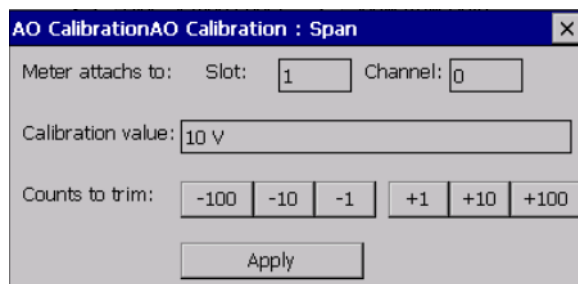 AO CalibrationAO Calibration : Span
Meter attachs to: Slot: 1 Channel: 0
Calibration value: 10 V
Counts to trim: -100 -10 -1 +1 +10 +100
Apply